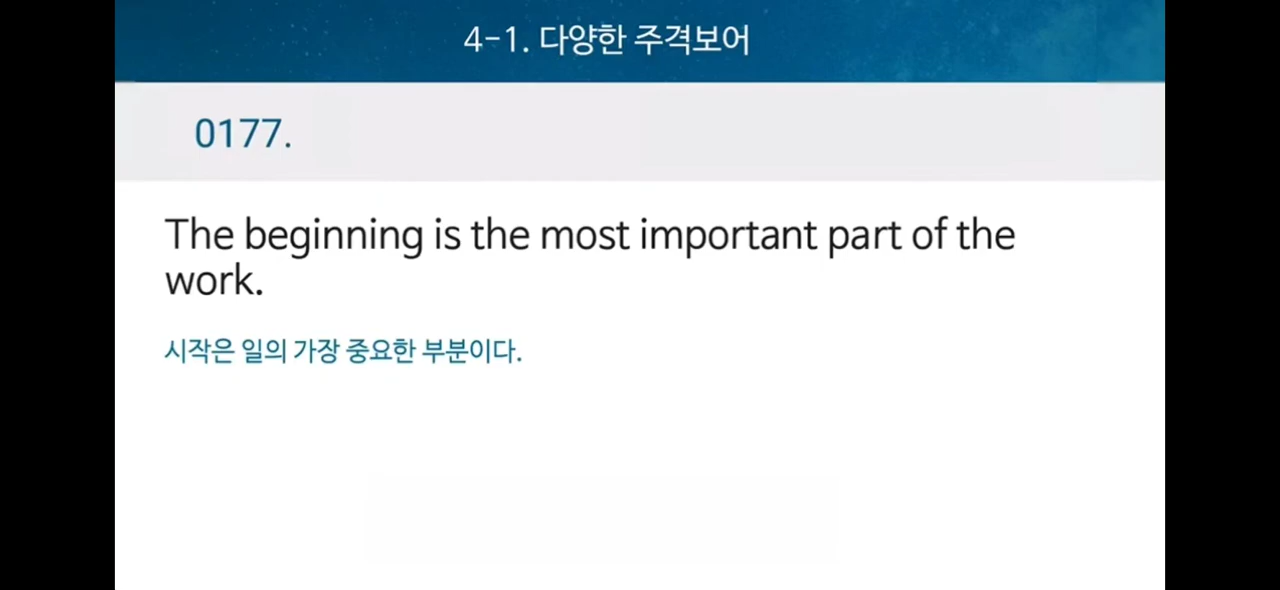 4-1. 다양한 주격보어
0177.
The beginning is the most important part of the
work.
시작은 일의 가장 중요한 부분이다.